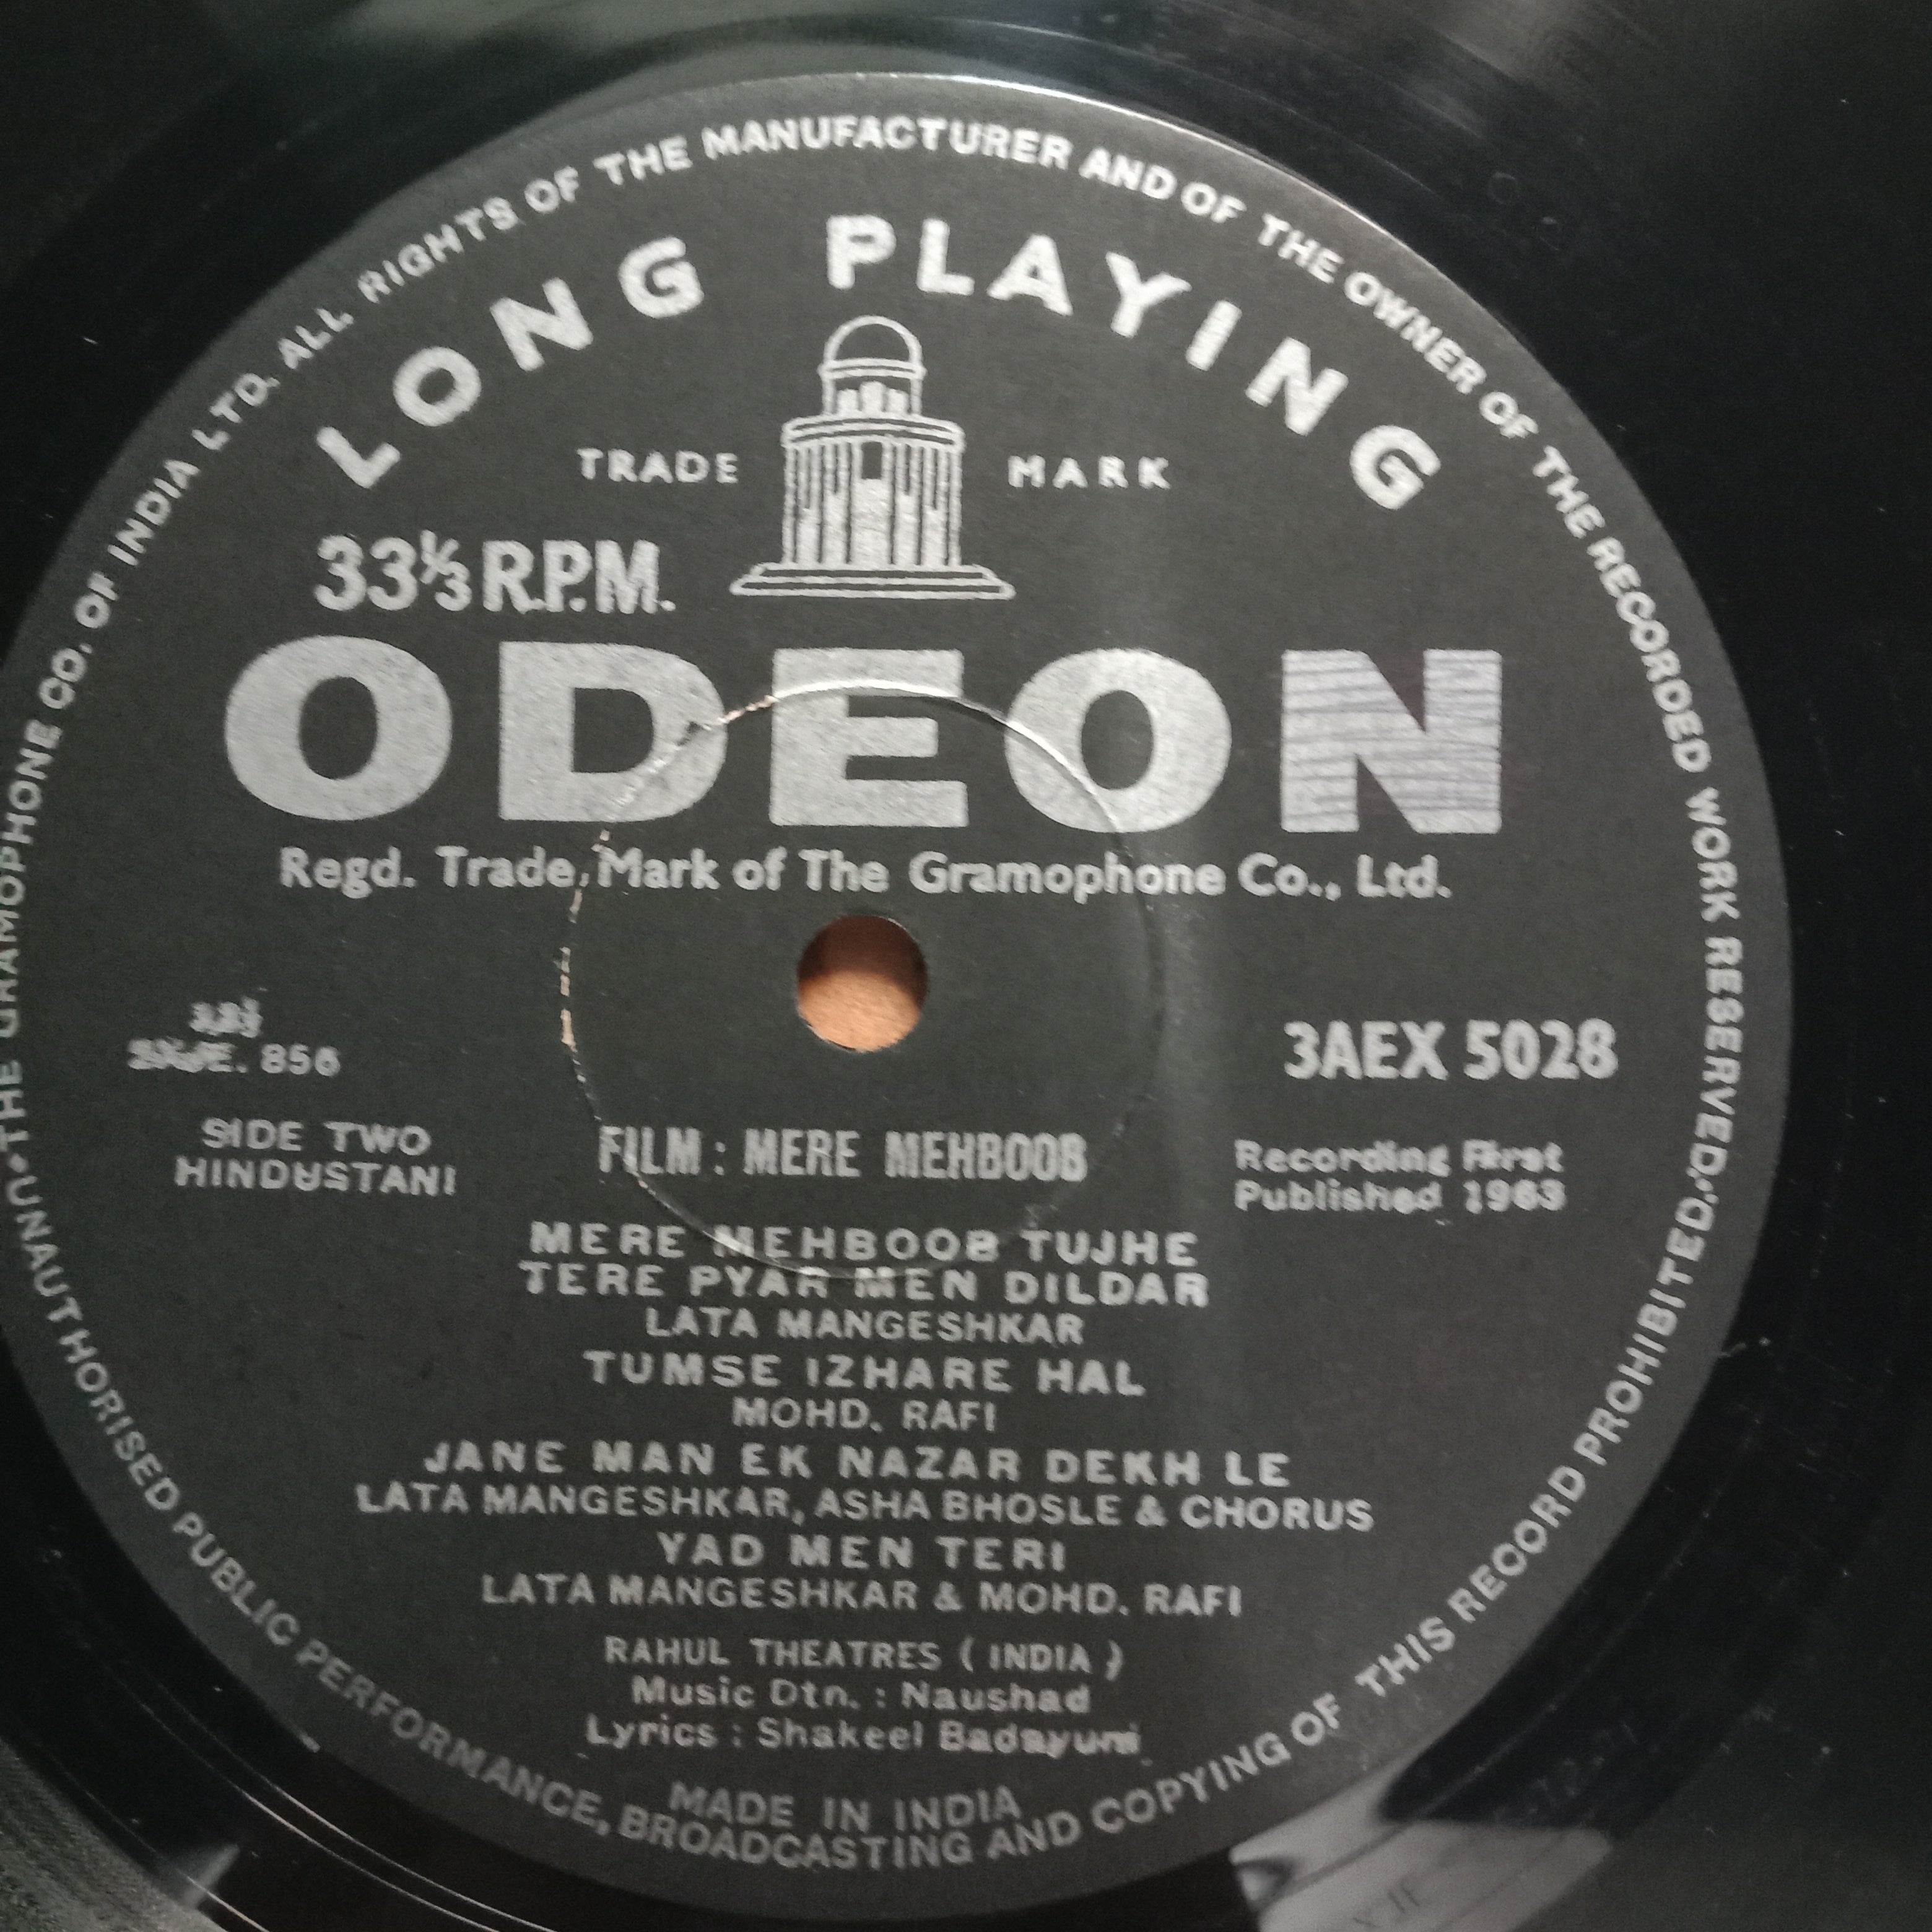 THE GRAMOPHONE CO. OF INDIA LTD. ALL RIGHTS OF THE MANUFACTURER AND OF THE OWNER OF THE RECORDED WORK RESERVED.
LONG PLAYING
TRADE MARK
33⅓ R.P.M.
ODEON
Regd. Trade Mark of The Gramophone Co., Ltd.
856
3AEX 5028
SIDE TWO
HINDUSTANI
FILM : MERE MEHBOOB
Recording First
Published 1963
MERE MEHBOOB TUJHE
TERE PYAR MEN DILDAR
LATA MANGESHKAR
TUMSE IZHARE HAL
MOHD. RAFI
JANE MAN EK NAZAR DEKH LE
LATA MANGESHKAR, ASHA BHOSLE & CHORUS
YAD MEN TERI
LATA MANGESHKAR & MOHD. RAFI
RAHUL THEATRES ( INDIA )
Music Dtn. : Naushad
Lyrics : Shakeel Badayuni
MADE IN INDIA
UNAUTHORISED PUBLIC PERFORMANCE, BROADCASTING AND COPYING OF THIS RECORD PROHIBITED.